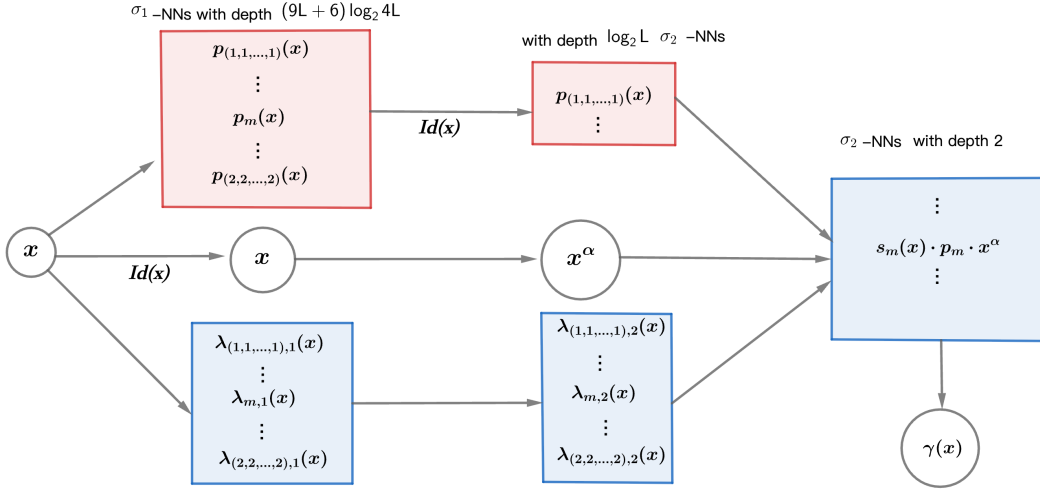 σ₁ –NNs with depth (9L + 6) log₂ 4L
p₍₁,₁,...,₁₎(x)
⋮
pₘ(x)
⋮
p₍₂,₂,...,₂₎(x)
Id(x)
with depth log₂ L σ₂ –NNs
p₍₁,₁,...,₁₎(x)
⋮
σ₂ –NNs with depth 2
⋮
sₘ(x) · pₘ · x^α
⋮
x
Id(x)
x
x^α
λ₍₁,₁,...,₁₎,₁(x)
⋮
λₘ,₁(x)
⋮
λ₍₂,₂,...,₂₎,₁(x)
λ₍₁,₁,...,₁₎,₂(x)
⋮
λₘ,₂(x)
⋮
λ₍₂,₂,...,₂₎,₂(x)
γ(x)